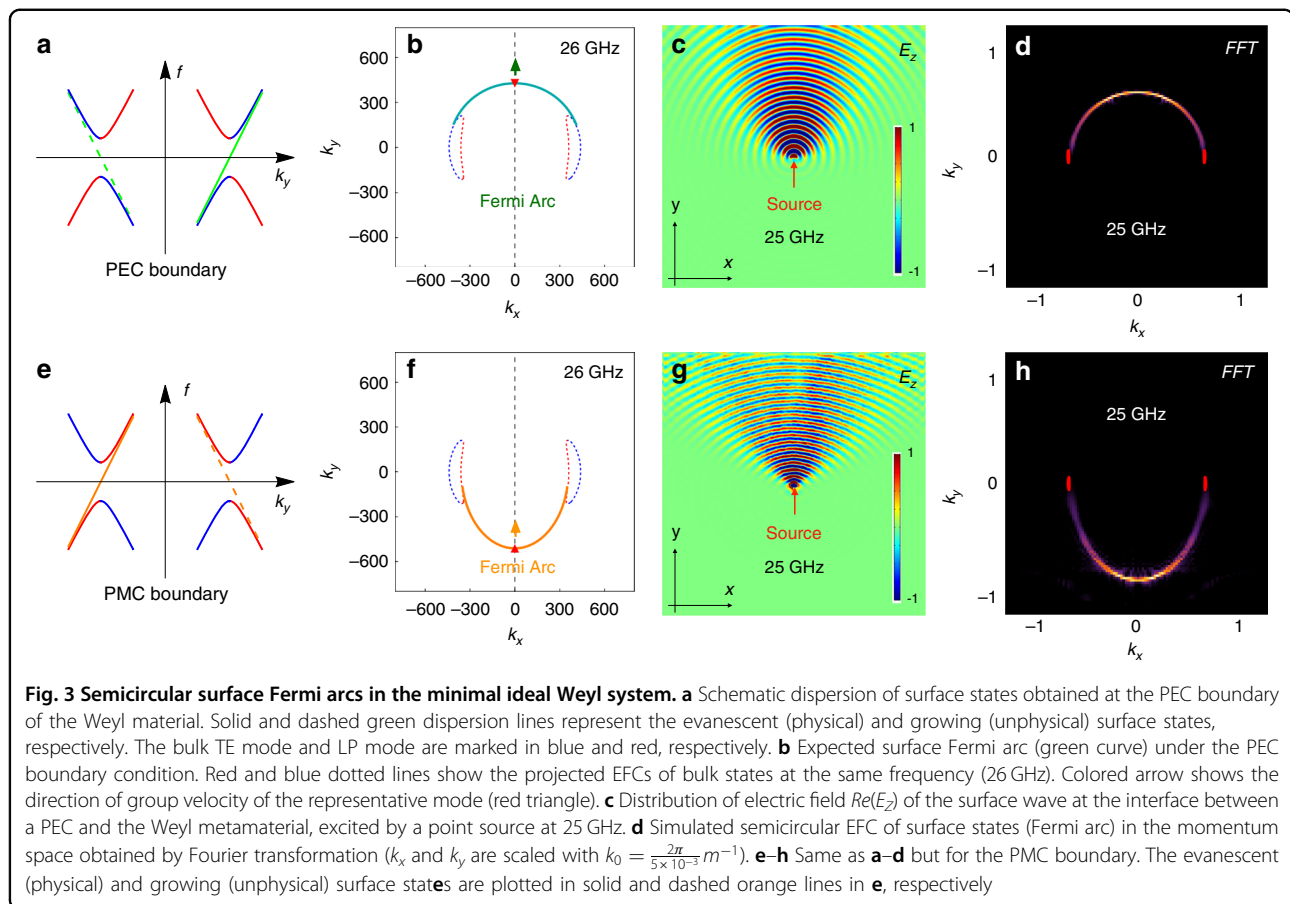 a
f
k_y
PEC boundary
b
26 GHz
600
300
0
−300
−600
k_y
Fermi Arc
−600 −300 0 300 600
k_x
c
E_z
1
-1
Source
25 GHz
y
x
d
FFT
1
0
−1
k_y
25 GHz
−1 0 1
k_x
e
f
k_y
PMC boundary
f
26 GHz
600
300
0
−300
−600
k_y
Fermi Arc
−600 −300 0 300 600
k_x
g
E_z
1
-1
Source
25 GHz
y
x
h
FFT
1
0
−1
k_y
25 GHz
−1 0 1
k_x
Fig. 3 Semicircular surface Fermi arcs in the minimal ideal Weyl system. a Schematic dispersion of surface states obtained at the PEC boundary
of the Weyl material. Solid and dashed green dispersion lines represent the evanescent (physical) and growing (unphysical) surface states,
respectively. The bulk TE mode and LP mode are marked in blue and red, respectively. b Expected surface Fermi arc (green curve) under the PEC
boundary condition. Red and blue dotted lines show the projected EFCs of bulk states at the same frequency (26 GHz). Colored arrow shows the
direction of group velocity of the representative mode (red triangle). c Distribution of electric field Re(E_Z) of the surface wave at the interface between
a PEC and the Weyl metamaterial, excited by a point source at 25 GHz. d Simulated semicircular EFC of surface states (Fermi arc) in the momentum
space obtained by Fourier transformation (k_x and k_y are scaled with k_0 = 2π/(5×10^−3) m^−1). e–h Same as a–d but for the PMC boundary. The evanescent
(physical) and growing (unphysical) surface states are plotted in solid and dashed orange lines in e, respectively